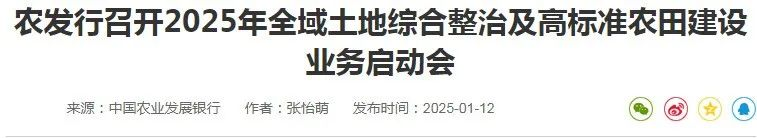 农发行召开2025年全域土地综合整治及高标准农田建设
业务启动会
来源：中国农业发展银行 作者：张怡萌 发布时间：2025-01-12